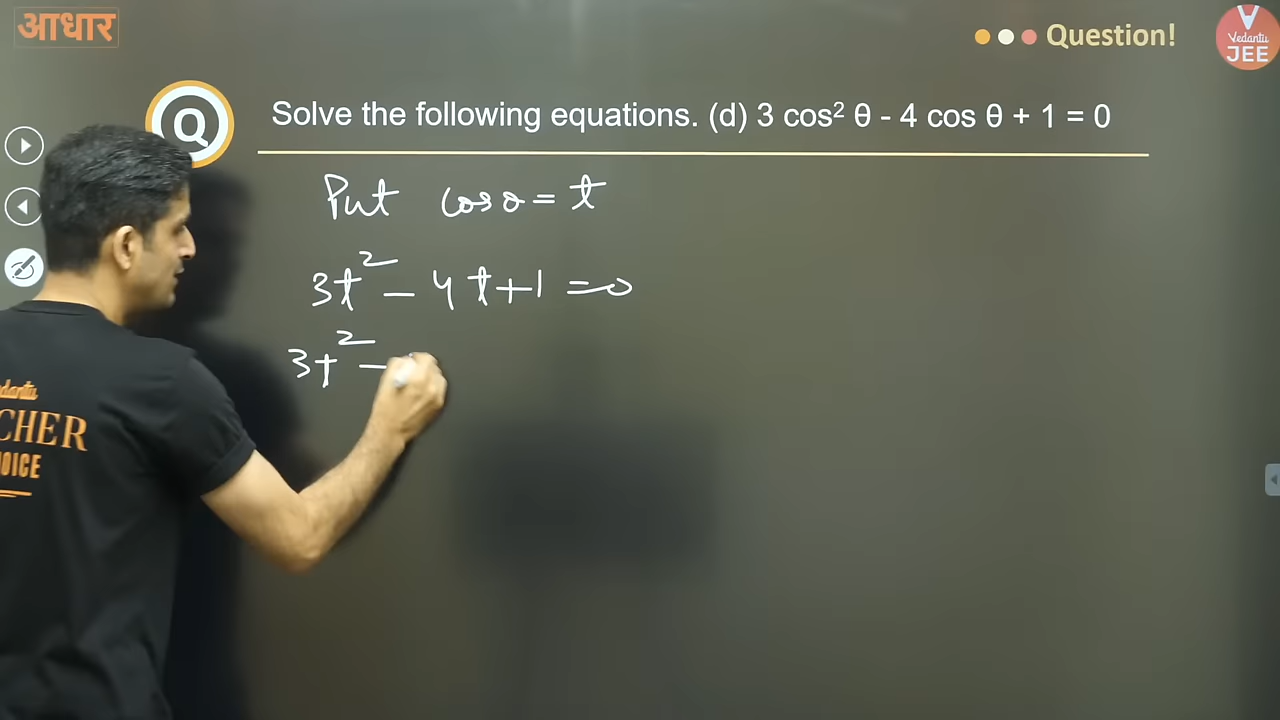 आधार
Question!
Vedantu
JEE
Q
Solve the following equations. (d) 3 cos² θ - 4 cos θ + 1 = 0
Put cos θ = t
3t² – 4t + 1 = 0
3t² –
CHER
OICE